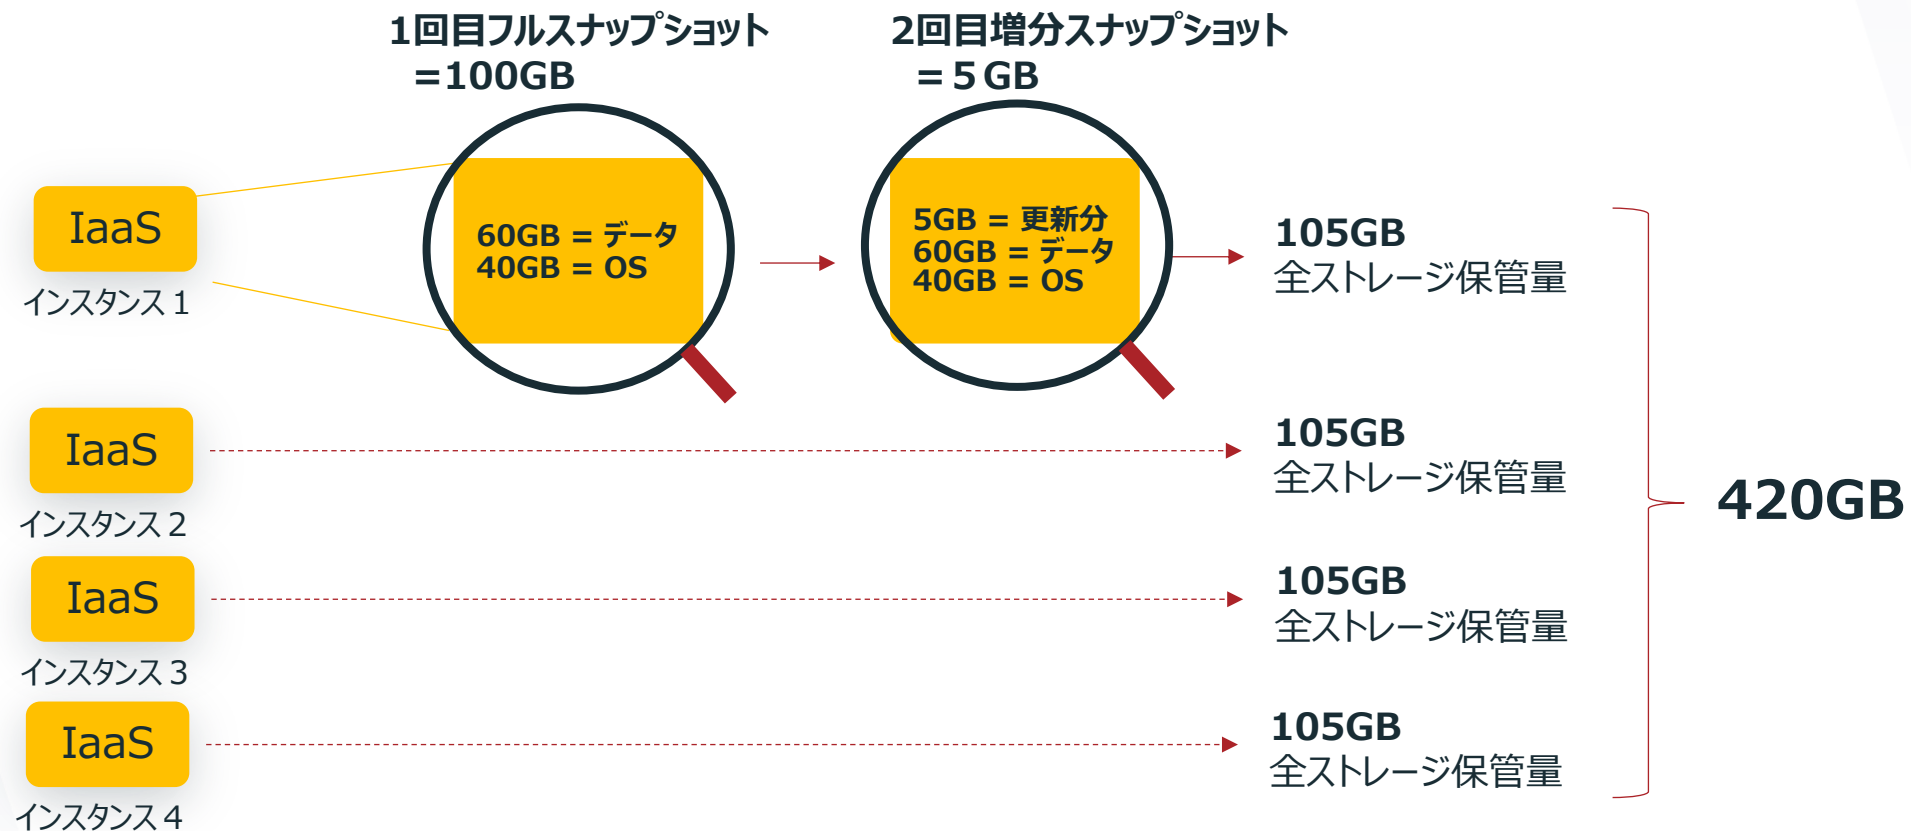 1回目フルスナップショット
=100GB
2回目増分スナップショット
=５GB
IaaS
インスタンス１
60GB = データ
40GB = OS
5GB = 更新分
60GB = データ
40GB = OS
105GB
全ストレージ保管量
IaaS
インスタンス２
105GB
全ストレージ保管量
420GB
IaaS
インスタンス３
105GB
全ストレージ保管量
IaaS
インスタンス４
105GB
全ストレージ保管量